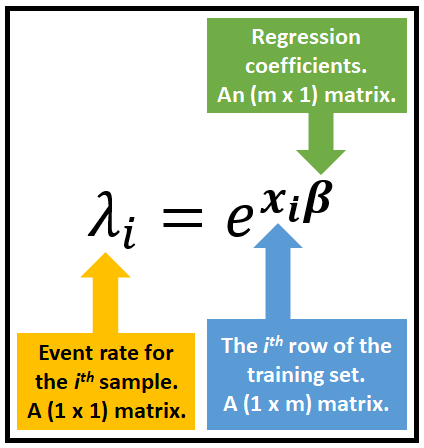 Regression
coefficients.
An (m x 1) matrix.
λᵢ = e^{xᵢβ}
Event rate for
the iᵗʰ sample.
A (1 x 1) matrix.
The iᵗʰ row of the
training set.
A (1 x m) matrix.